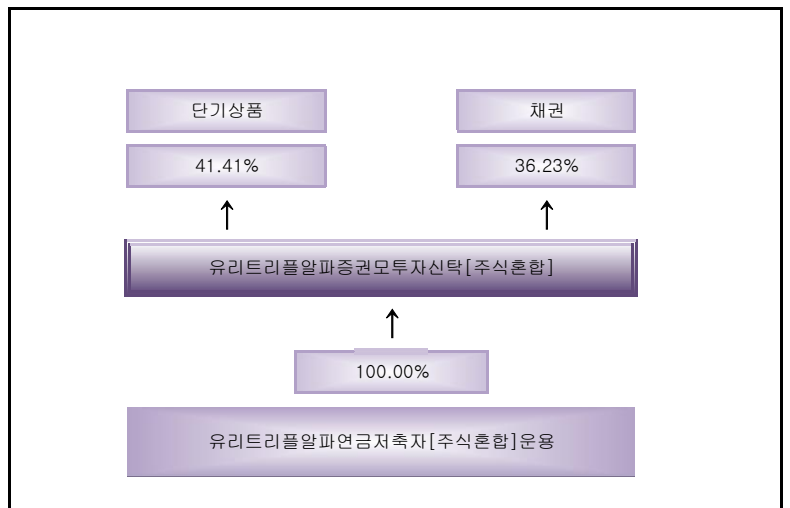 단기상품
채권
41.41%
36.23%
유리트리플알파증권모투자신탁[주식혼합]
100.00%
유리트리플알파연금저축자[주식혼합]운용